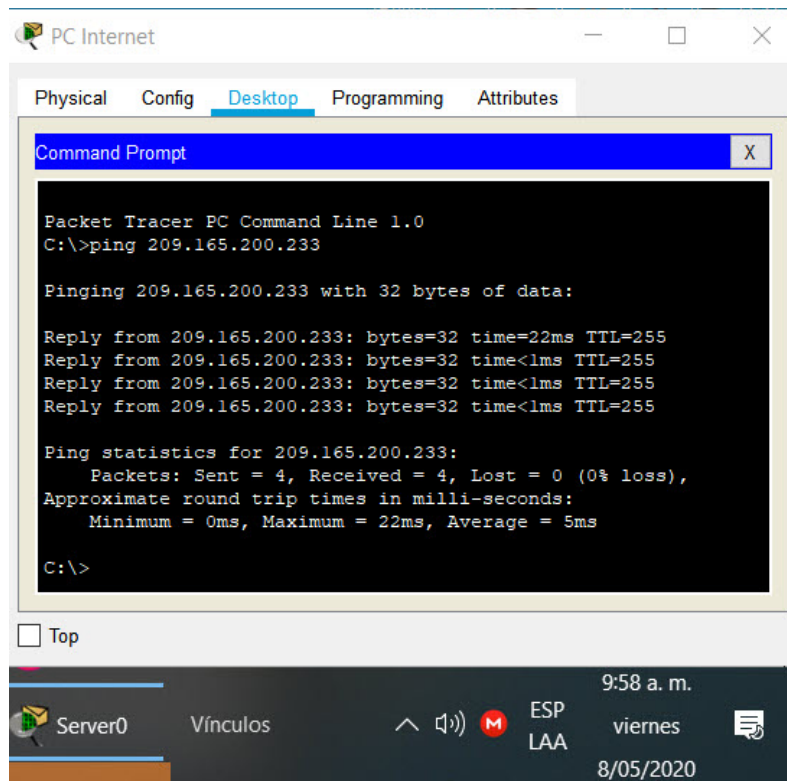 PC Internet
Physical Config Desktop Programming Attributes
Command Prompt X
Packet Tracer PC Command Line 1.0
C:\>ping 209.165.200.233
Pinging 209.165.200.233 with 32 bytes of data:
Reply from 209.165.200.233: bytes=32 time=22ms TTL=255
Reply from 209.165.200.233: bytes=32 time<1ms TTL=255
Reply from 209.165.200.233: bytes=32 time<1ms TTL=255
Reply from 209.165.200.233: bytes=32 time<1ms TTL=255
Ping statistics for 209.165.200.233:
Packets: Sent = 4, Received = 4, Lost = 0 (0% loss),
Approximate round trip times in milli-seconds:
Minimum = 0ms, Maximum = 22ms, Average = 5ms
C:\>
Top
Server0 Vínculos M ESP LAA
9:58 a. m.
viernes
8/05/2020